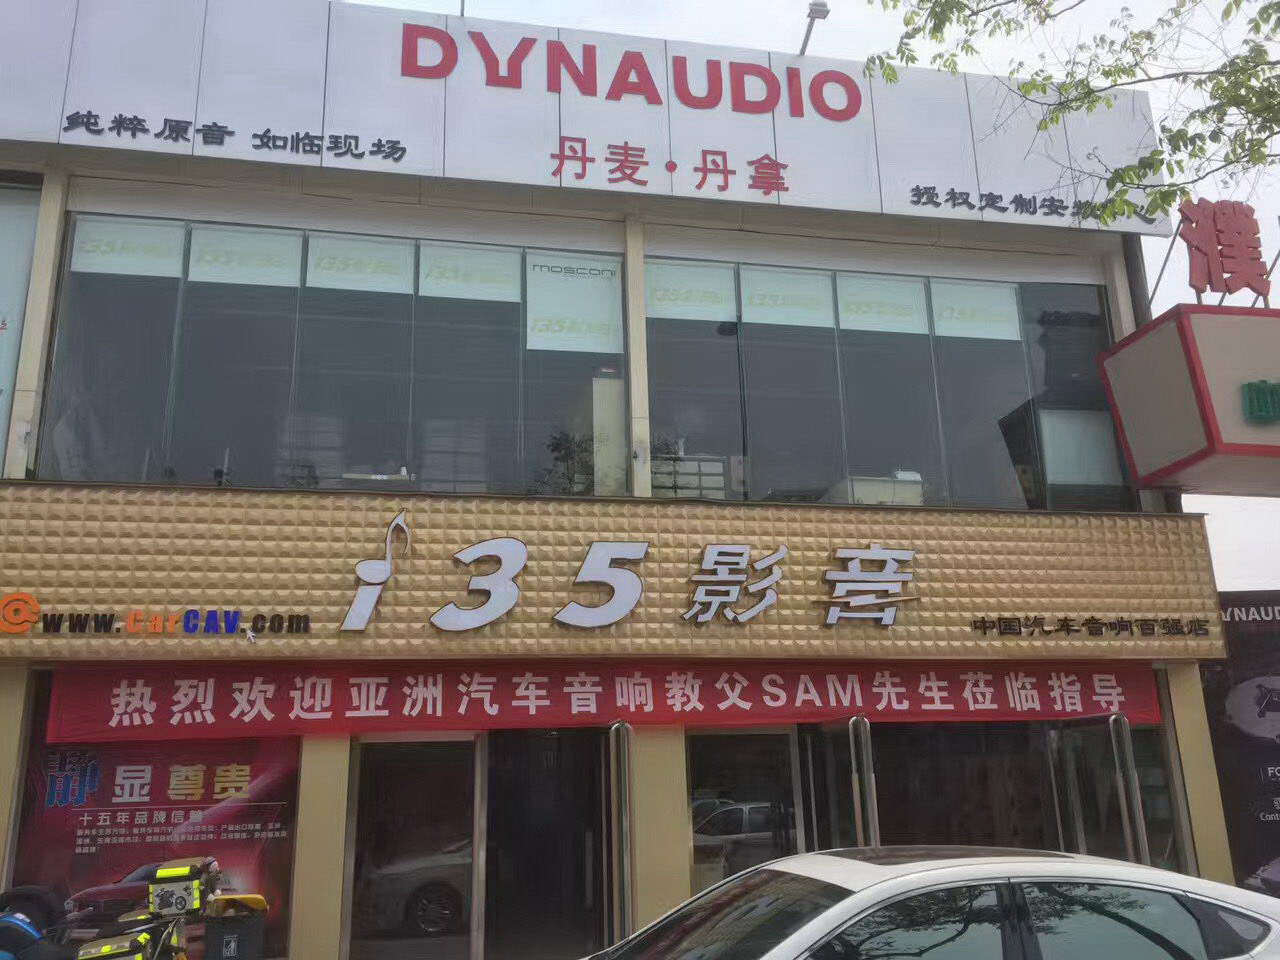 DYNAUDIO
纯粹原音 如临现场
丹麦·丹拿
授权定制安
濮
mosconi
135影音
@www.CarCAV.com
中国汽车音响百强店
YNAUD
热烈欢迎亚洲汽车音响教父SAM先生莅临指导
静显尊贵
十五年品牌信赖